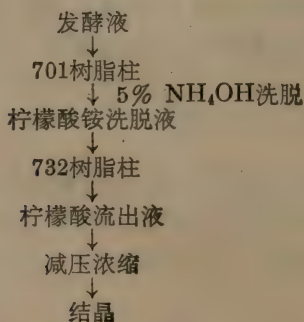 发酵液
↓
701树脂柱
↓ 5% NH₄OH洗脱
柠檬酸铵洗脱液
↓
732树脂柱
↓
柠檬酸流出液
↓
减压浓缩
↓
结晶